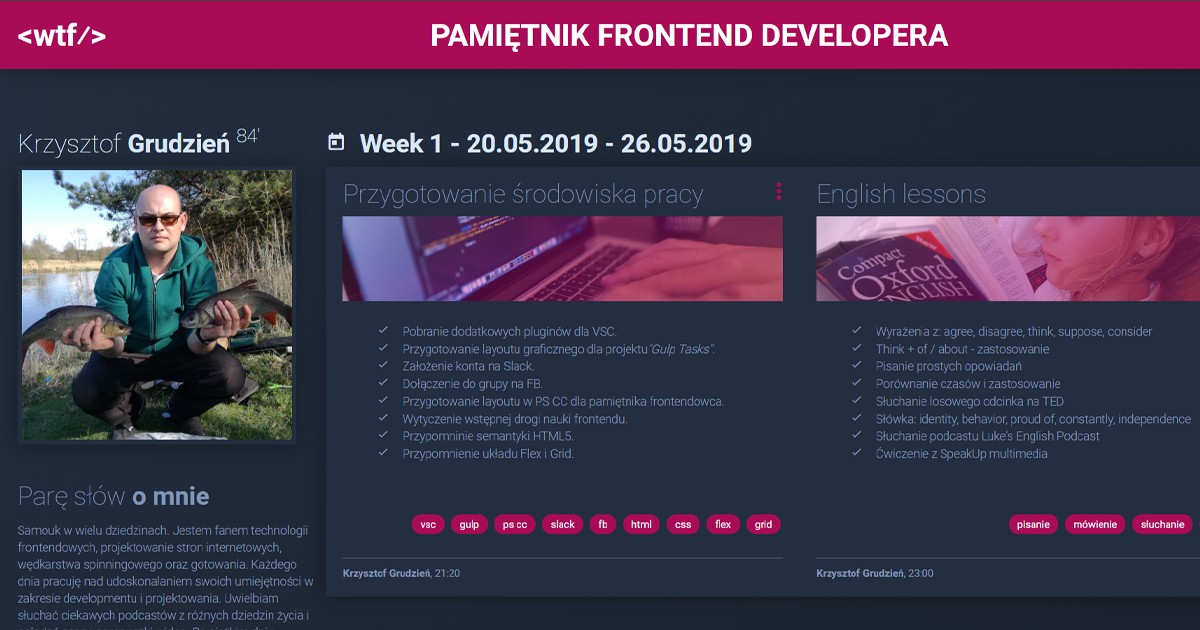 <wtf/>
PAMIĘTNIK FRONTEND DEVELOPERA
Krzysztof Grudzień 84'
Week 1 - 20.05.2019 - 26.05.2019
Przygotowanie środowiska pracy
Pobranie dodatkowych pluginów dla VSC.
Przygotowanie layoutu graficznego dla projektu "Gulp Tasks".
Założenie konta na Slack.
Dołączenie do grupy na FB.
Przygotowanie layoutu w PS CC dla pamiętnika frontendowca.
Wytyczenie wstępnej drogi nauki frontendu.
Przypomninie semantyki HTML5.
Przypomnienie układu Flex i Grid.
vsc gulp ps cc slack fb html css flex grid
Krzysztof Grudzień, 21:20
English lessons
Compact
Oxford
ENGLISH
Wyrażenia z: agree, disagree, think, suppose, consider
Think + of / about - zastosowanie
Pisanie prostych opowiadań
Porównanie czasów i zastosowanie
Słuchanie losowego odcinka na TED
Słówka: identity, behavior, proud of, constantly, independence
Słuchanie podcastu Luke's English Podcast
Ćwiczenie z SpeakUp multimedia
pisanie mówienie słuchanie
Krzysztof Grudzień, 23:00
Parę słów o mnie
Samouk w wielu dziedzinach. Jestem fanem technologii
frontendowych, projektowanie stron internetowych,
wędkarstwa spinningowego oraz gotowania. Każdego
dnia pracuję nad udoskonalaniem swoich umiejętności w
zakresie developmentu i projektowania. Uwielbiam
słuchać ciekawych podcastów z różnych dziedzin życia i